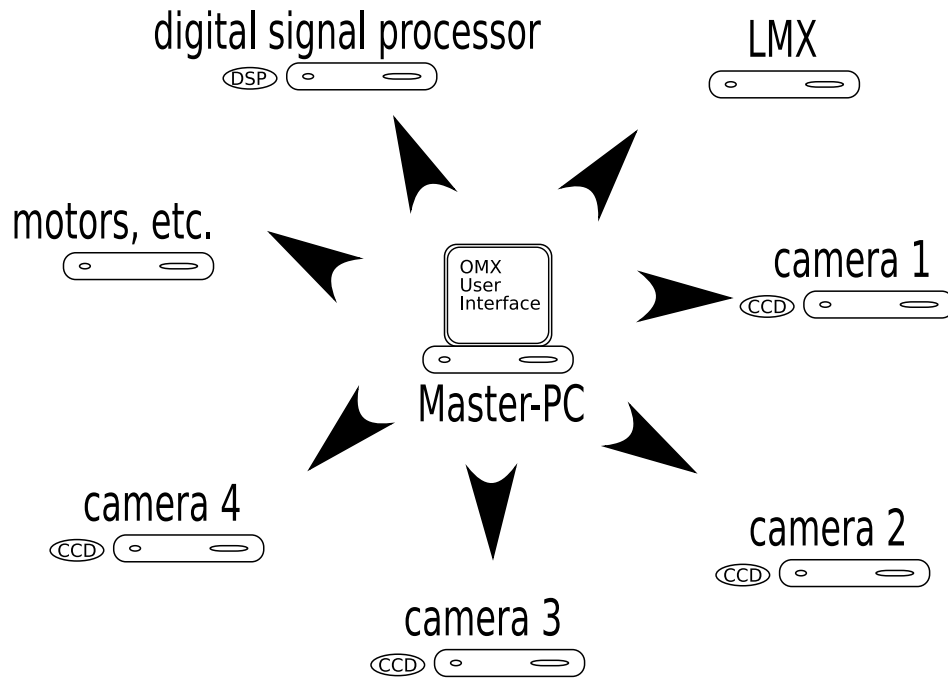 digital signal processor
DSP
LMX
motors, etc.
OMX
User
Interface
Master-PC
camera 1
CCD
camera 4
CCD
camera 2
CCD
camera 3
CCD